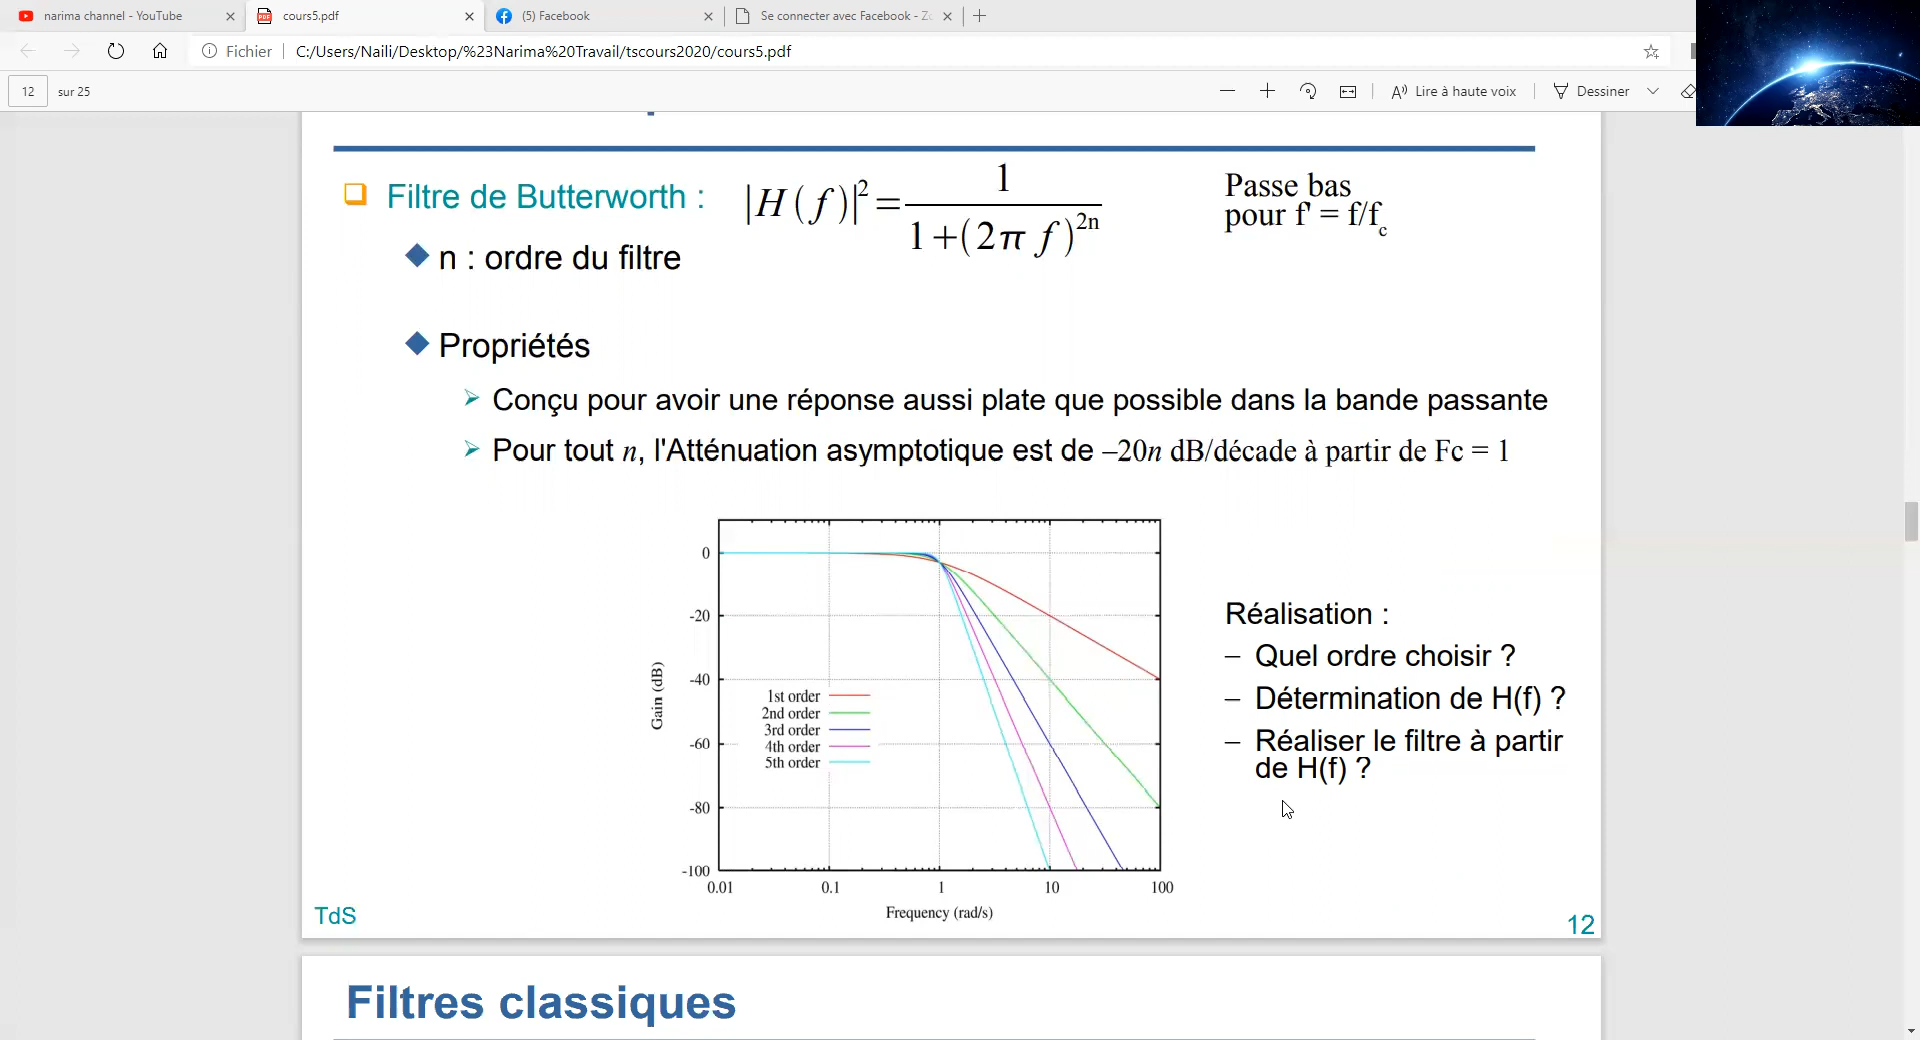 narima channel - YouTube
cours5.pdf
(5) Facebook
Se connecter avec Facebook - Zo
Fichier
C:/Users/Naili/Desktop/%23Narima%20Travail/tscours2020/cours5.pdf
12 sur 25
Lire à haute voix
Dessiner
Filtre de Butterworth :
|H(f)|²= 1 / 1+(2π f)^2n
Passe bas
pour f' = f/fc
n : ordre du filtre
Propriétés
Conçu pour avoir une réponse aussi plate que possible dans la bande passante
Pour tout n, l'Atténuation asymptotique est de –20n dB/décade à partir de Fc = 1
0
-20
-40
-60
-80
-100
Gain (dB)
1st order
2nd order
3rd order
4th order
5th order
0.01 0.1 1 10 100
Frequency (rad/s)
Réalisation :
– Quel ordre choisir ?
– Détermination de H(f) ?
– Réaliser le filtre à partir
de H(f) ?
TdS
12
Filtres classiques